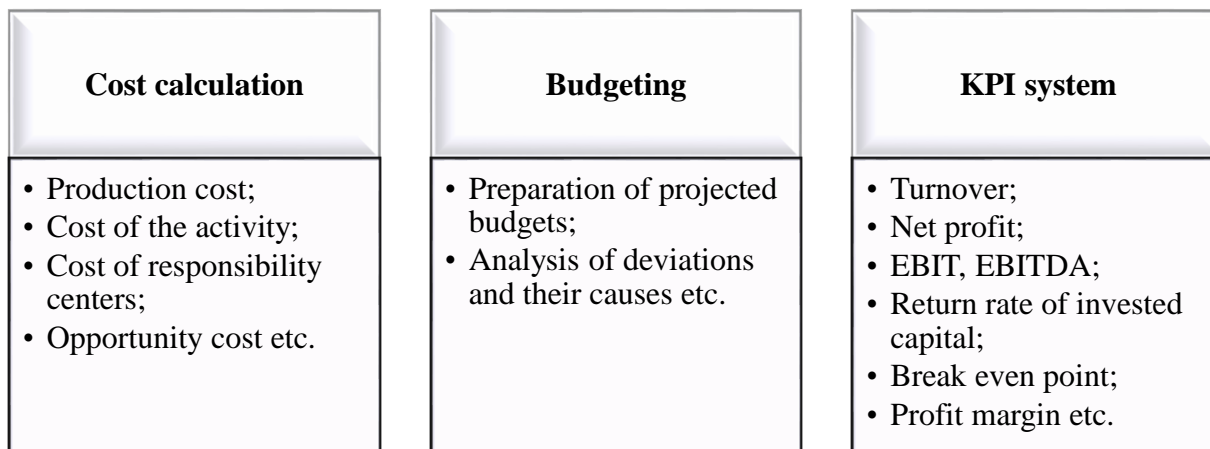 Cost calculation
• Production cost;
• Cost of the activity;
• Cost of responsibility
centers;
• Opportunity cost etc.
Budgeting
• Preparation of projected
budgets;
• Analysis of deviations
and their causes etc.
KPI system
• Turnover;
• Net profit;
• EBIT, EBITDA;
• Return rate of invested
capital;
• Break even point;
• Profit margin etc.